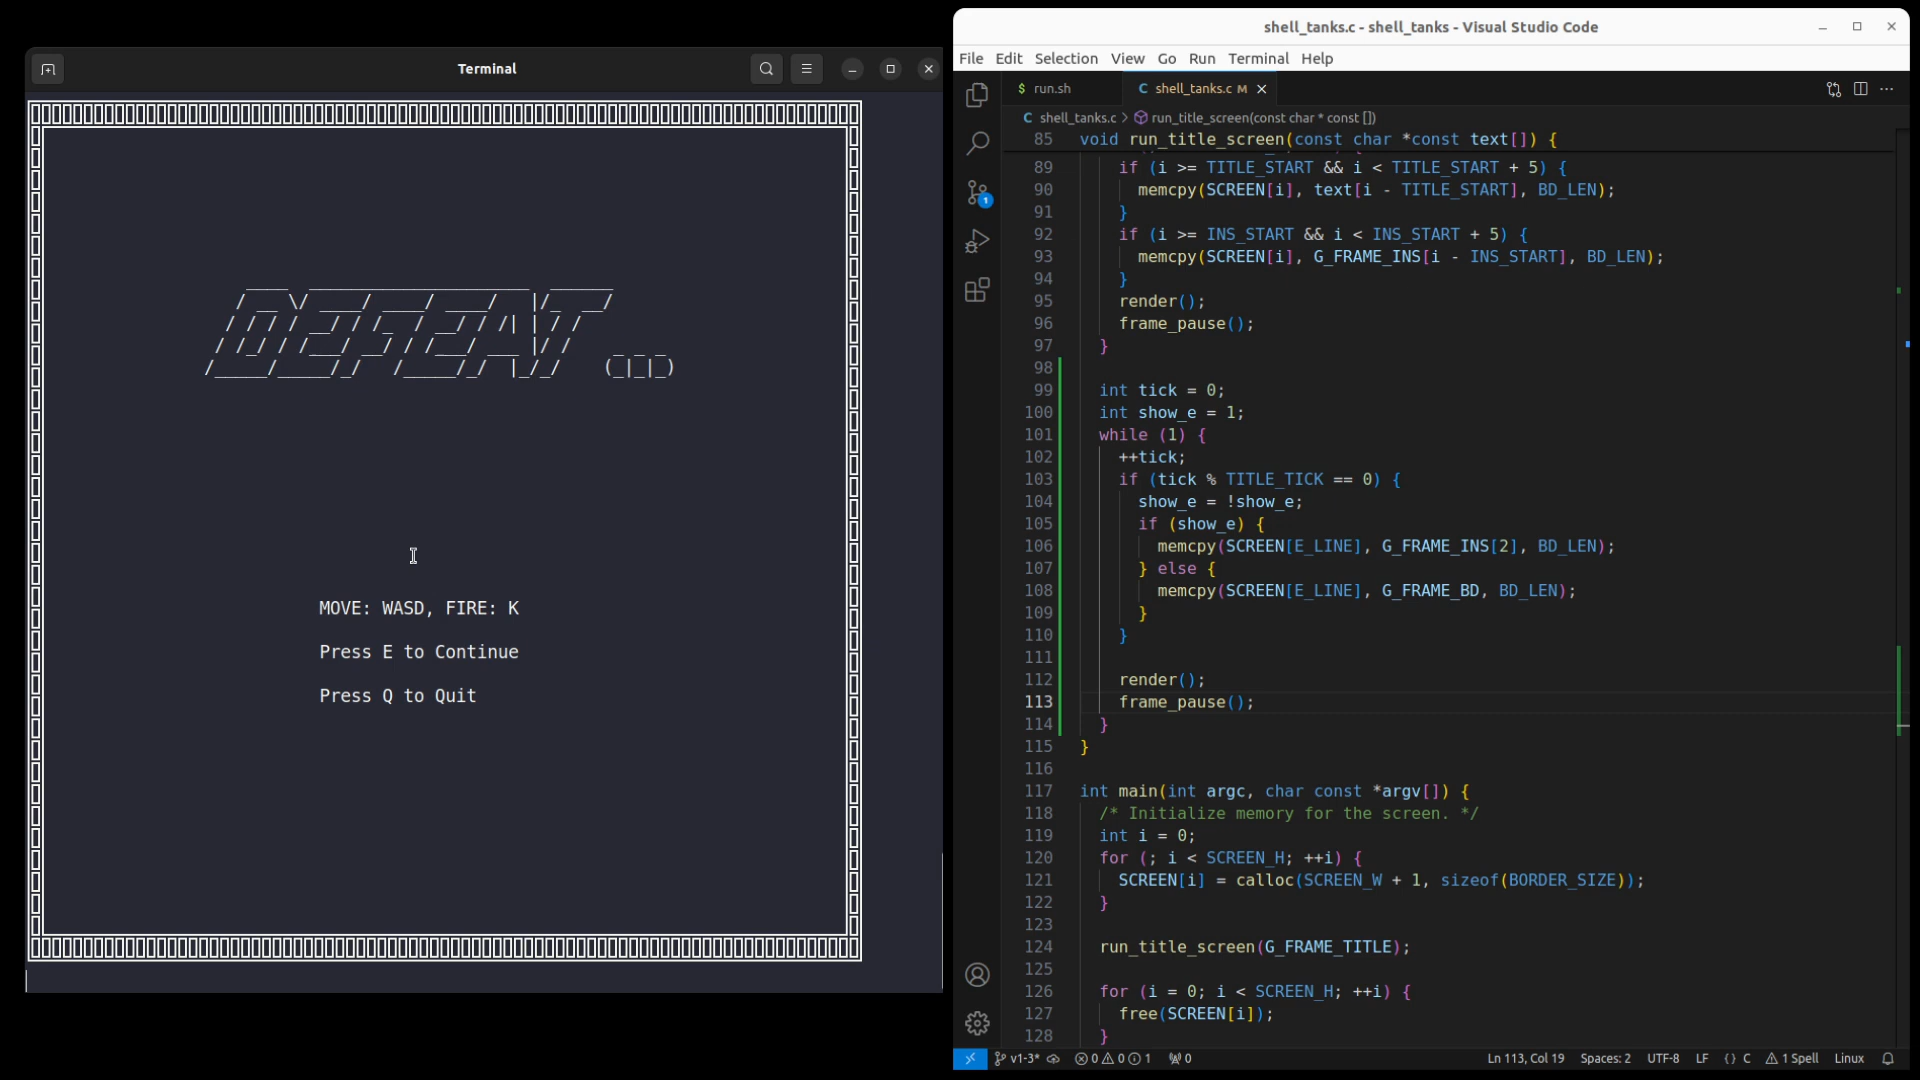 Terminal
DEFEAT...
MOVE: WASD, FIRE: K
Press E to Continue
Press Q to Quit
shell_tanks.c - shell_tanks - Visual Studio Code
File Edit Selection View Go Run Terminal Help
$ run.sh
C shell_tanks.c M
C shell_tanks.c > run_title_screen(const char * const [])
85 void run_title_screen(const char *const text[]) {
89 if (i >= TITLE_START && i < TITLE_START + 5) {
90 memcpy(SCREEN[i], text[i - TITLE_START], BD_LEN);
91 }
92 if (i >= INS_START && i < INS_START + 5) {
93 memcpy(SCREEN[i], G_FRAME_INS[i - INS_START], BD_LEN);
94 }
95 render();
96 frame_pause();
97 }
98
99 int tick = 0;
100 int show_e = 1;
101 while (1) {
102 ++tick;
103 if (tick % TITLE_TICK == 0) {
104 show_e = !show_e;
105 if (show_e) {
106 memcpy(SCREEN[E_LINE], G_FRAME_INS[2], BD_LEN);
107 } else {
108 memcpy(SCREEN[E_LINE], G_FRAME_BD, BD_LEN);
109 }
110 }
111
112 render();
113 frame_pause();
114 }
115 }
116
117 int main(int argc, char const *argv[]) {
118 /* Initialize memory for the screen. */
119 int i = 0;
120 for (; i < SCREEN_H; ++i) {
121 SCREEN[i] = calloc(SCREEN_W + 1, sizeof(BORDER_SIZE));
122 }
123
124 run_title_screen(G_FRAME_TITLE);
125
126 for (i = 0; i < SCREEN_H; ++i) {
127 free(SCREEN[i]);
128 }
1
v1-3* 0 0 1 0 Ln 113, Col 19 Spaces: 2 UTF-8 LF {} C 1 Spell Linux